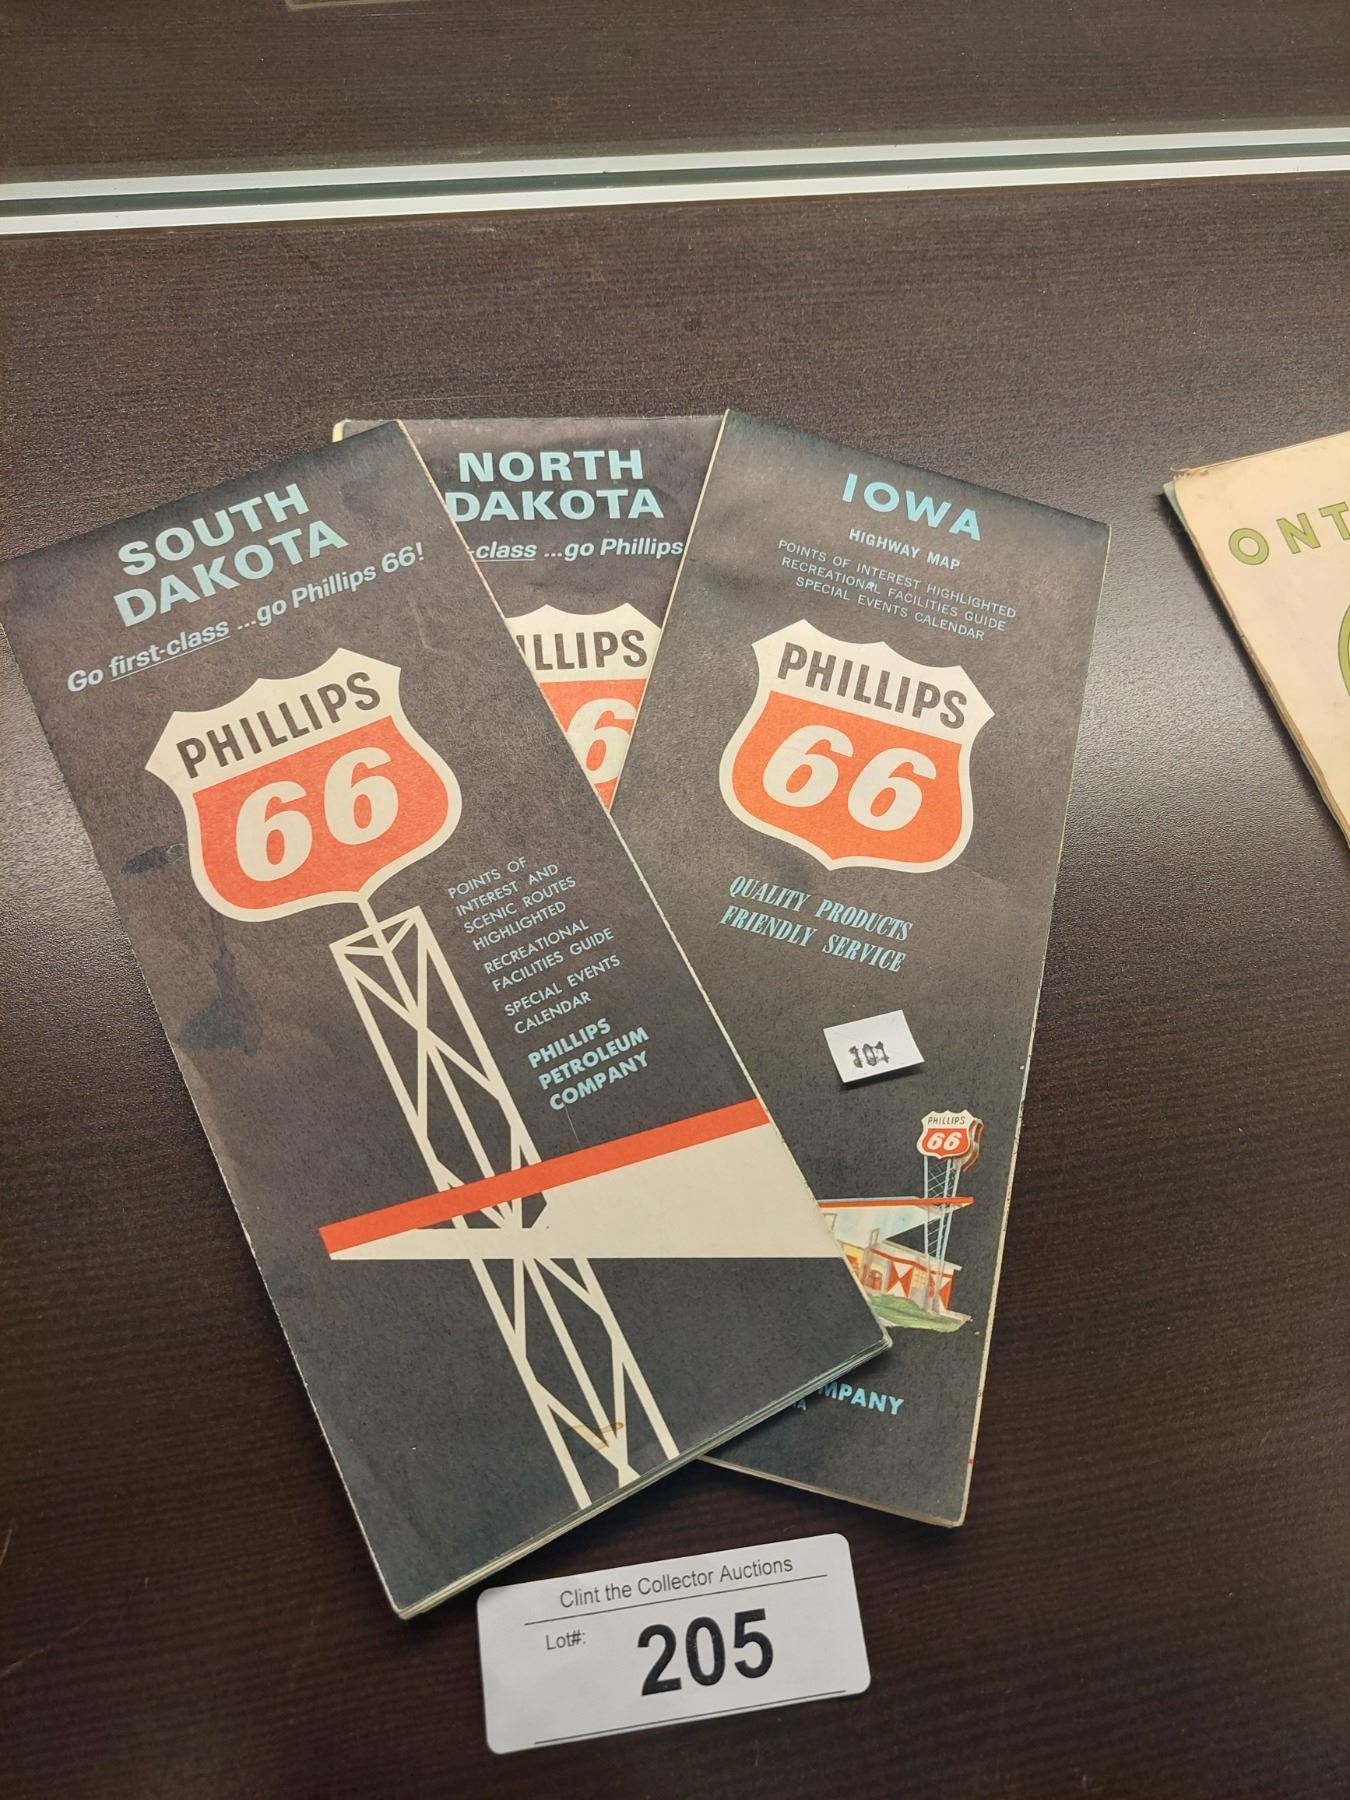 SOUTH
DAKOTA
Go first-class ...go Phillips 66!
PHILLIPS
66
POINTS OF
INTEREST AND
SCENIC ROUTES
HIGHLIGHTED
RECREATIONAL
FACILITIES GUIDE
SPECIAL EVENTS
CALENDAR
PHILLIPS
PETROLEUM
COMPANY
NORTH
DAKOTA
-class ...go Phillips
ILLIPS
6
IOWA
HIGHWAY MAP
POINTS OF INTEREST HIGHLIGHTED
RECREATIONAL FACILITIES GUIDE
SPECIAL EVENTS CALENDAR
PHILLIPS
66
QUALITY PRODUCTS
FRIENDLY SERVICE
101
PHILLIPS
66
MPANY
ONT
Clint the Collector Auctions
Lot#:
205